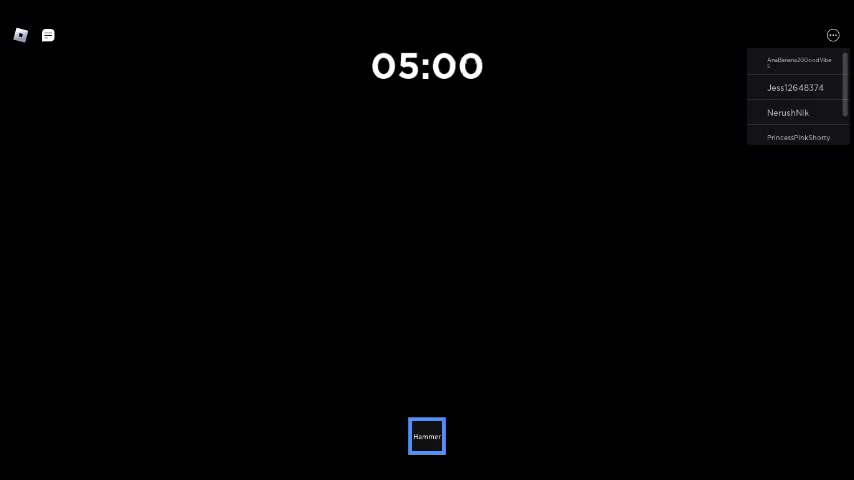 05:00
AnaBanana20GoodVibe
s
Jess12648374
NerushNik
PrincessPinkShorty
Hammer